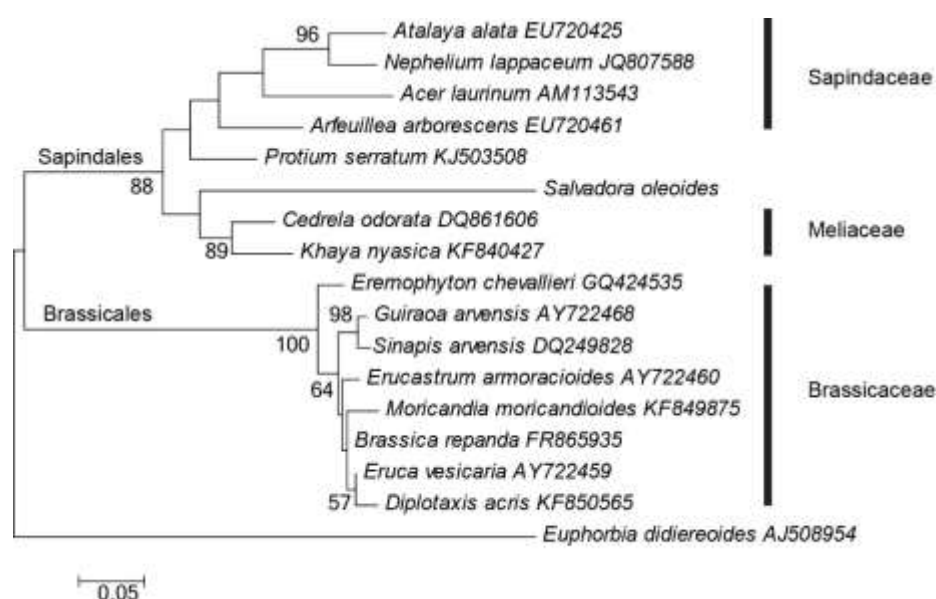 96
Atalaya alata EU720425
Nephelium lappaceum JQ807588
Acer laurinum AM113543
Arfeuillea arborescens EU720461
Sapindaceae
Sapindales
88
Protium serratum KJ503508
Salvadora oleoides
Cedrela odorata DQ861606
89
Khaya nyasica KF840427
Meliaceae
Brassicales
100
Eremophyton chevallieri GQ424535
98
Guiraoa arvensis AY722468
Sinapis arvensis DQ249828
64
Erucastrum armoracioides AY722460
Moricandia moricandioides KF849875
Brassica repanda FR865935
Eruca vesicaria AY722459
57
Diplotaxis acris KF850565
Brassicaceae
Euphorbia didiereoides AJ508954
0.05